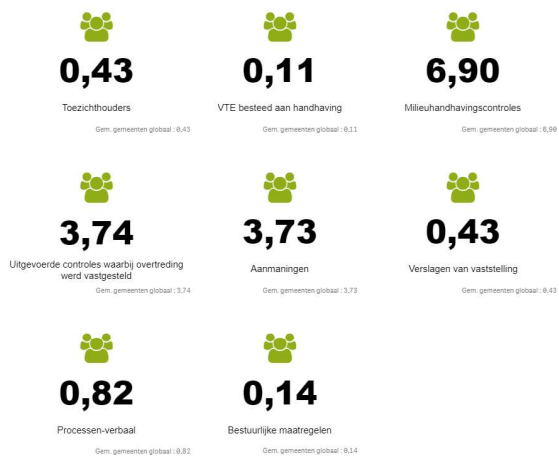 0,43
Toezichthouders
Gem. gemeenten globaal : 0,43
0,11
VTE besteed aan handhaving
Gem. gemeenten globaal : 0,11
6,90
Milieuhandhavingscontroles
Gem. gemeenten globaal : 6,90
3,74
Uitgevoerde controles waarbij overtreding
werd vastgesteld
Gem. gemeenten globaal : 3,74
3,73
Aanmaningen
Gem. gemeenten globaal : 3,73
0,43
Verslagen van vaststelling
Gem. gemeenten globaal : 0,43
0,82
Processen-verbaal
Gem. gemeenten globaal : 0,82
0,14
Bestuurlijke maatregelen
Gem. gemeenten globaal : 0,14